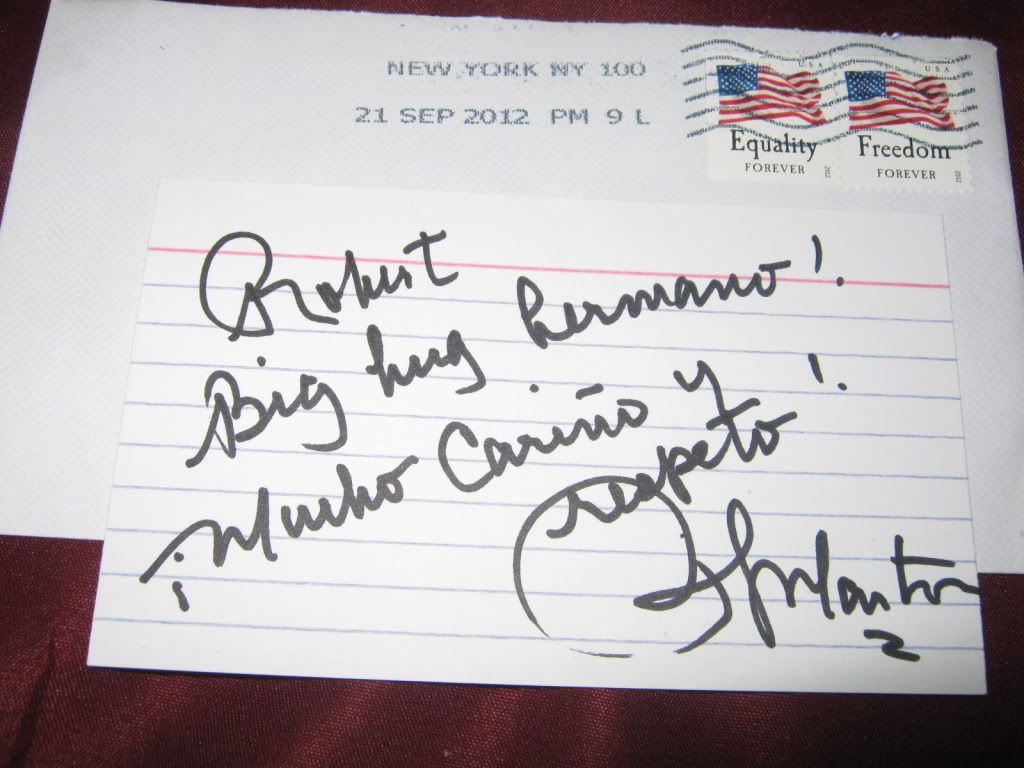 NEW YORK NY 100
21 SEP 2012 PM 9 L
USA
Equality
FOREVER
2012
USA
Freedom
FOREVER
2012
Robert
Big hug hermano!
¡Mucho Cariño y
respeto!